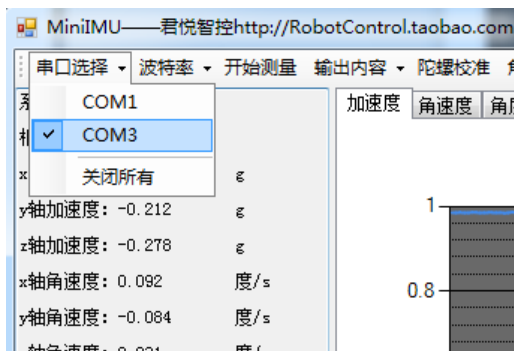 MiniIMU——君悦智控http://RobotControl.taobao.com
串口选择 波特率 开始测量 输出内容 陀螺校准
COM1
加速度 角速度
COM3
关闭所有
x g
y轴加速度: -0.212 g
1
z轴加速度: -0.278 g
x轴角速度: 0.092 度/s
0.8
y轴角速度: -0.084 度/s